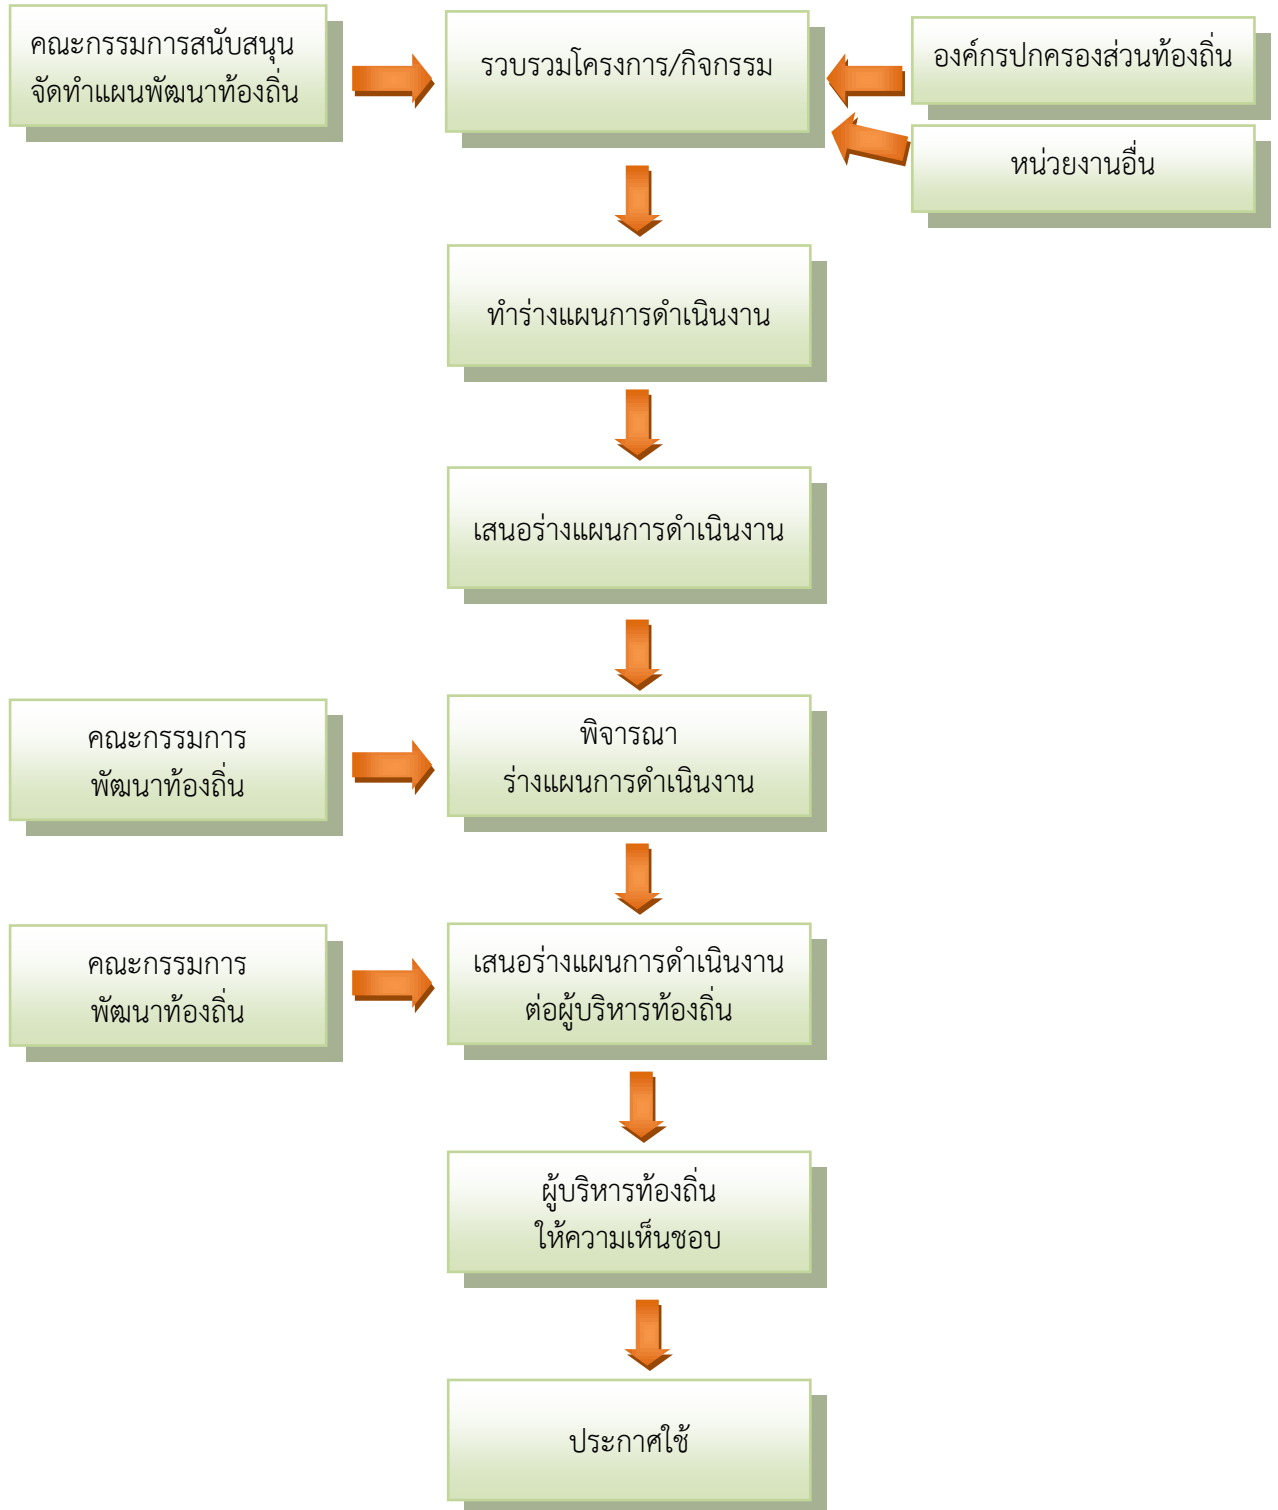 คณะกรรมการสนับสนุน
จัดทำแผนพัฒนาท้องถิ่น
รวบรวมโครงการ/กิจกรรม
องค์กรปกครองส่วนท้องถิ่น
หน่วยงานอื่น
ทำร่างแผนการดำเนินงาน
เสนอร่างแผนการดำเนินงาน
คณะกรรมการ
พัฒนาท้องถิ่น
พิจารณา
ร่างแผนการดำเนินงาน
คณะกรรมการ
พัฒนาท้องถิ่น
เสนอร่างแผนการดำเนินงาน
ต่อผู้บริหารท้องถิ่น
ผู้บริหารท้องถิ่น
ให้ความเห็นชอบ
ประกาศใช้